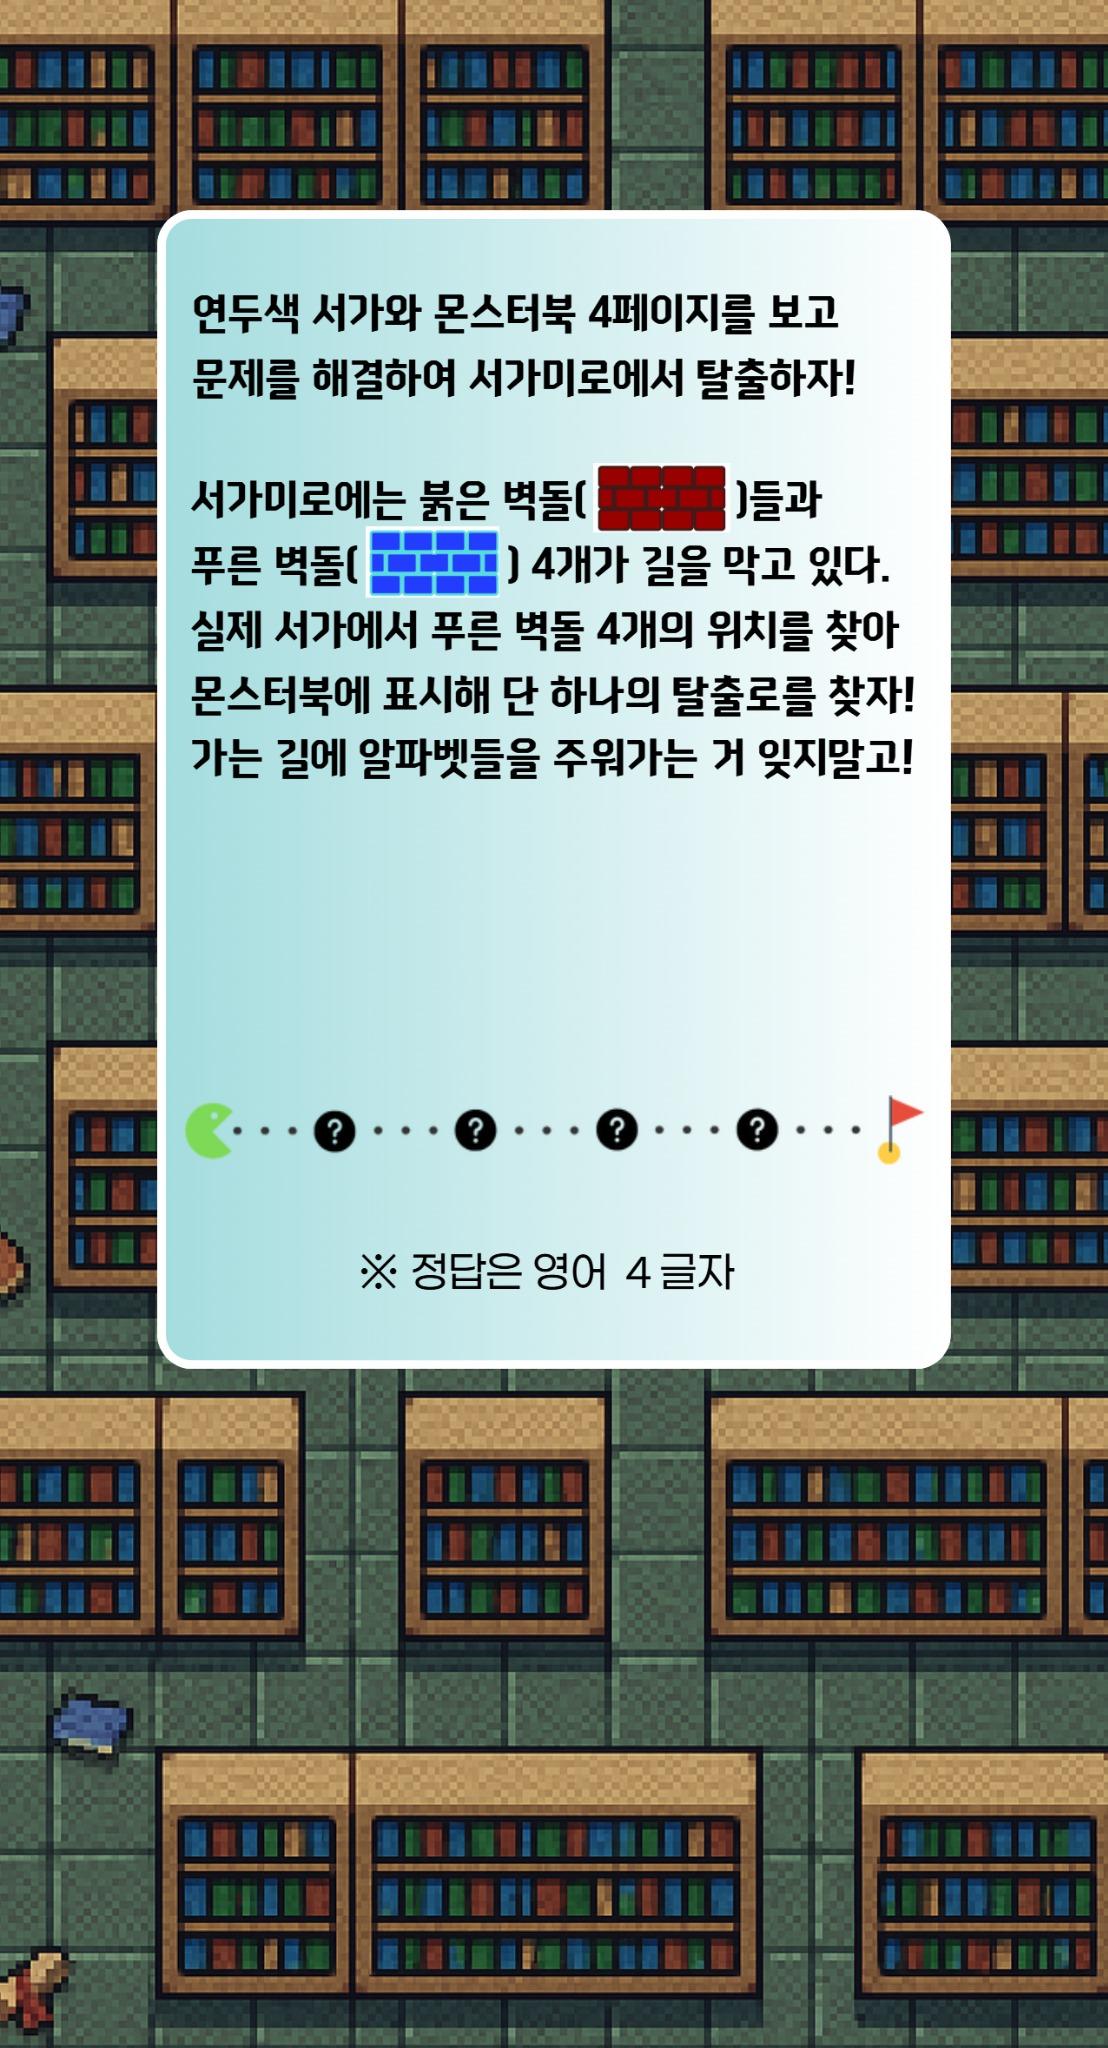 연두색 서가와 몬스터북 4페이지를 보고
문제를 해결하여 서가미로에서 탈출하자!
서가미로에는 붉은 벽돌( )들과
푸른 벽돌( ) 4개가 길을 막고 있다.
실제 서가에서 푸른 벽돌 4개의 위치를 찾아
몬스터북에 표시해 단 하나의 탈출로를 찾자!
가는 길에 알파벳들을 주워가는 거 잊지말고!
? ? ? ?
※ 정답은 영어 4 글자